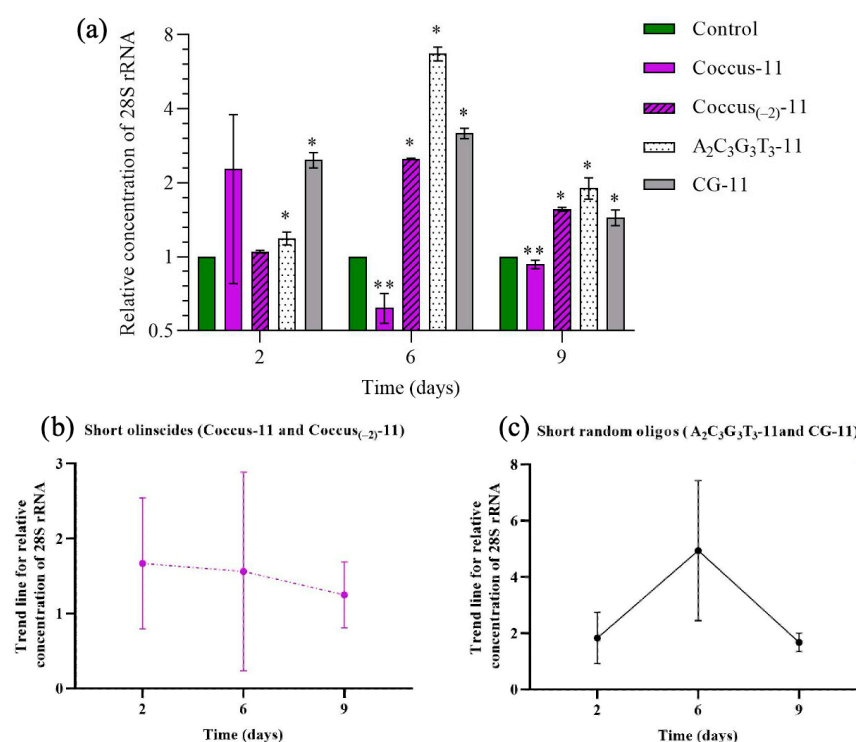 (a)
Relative concentration of 28S rRNA
8
4
2
1
0.5
* * * * * ** * * * **
2 6 9
Time (days)
Control
Coccus-11
Coccus(–2)-11
A2C3G3T3-11
CG-11
(b) Short olinscides (Coccus-11 and Coccus(–2)-11)
Trend line for relative
concentration of 28S rRNA
3
2
1
0
2 6 9
Time (days)
(c) Short random oligos (A2C3G3T3-11and CG-11)
Trend line for relative
concentration of 28S rRNA
8
6
4
2
0
2 6 9
Time (days)